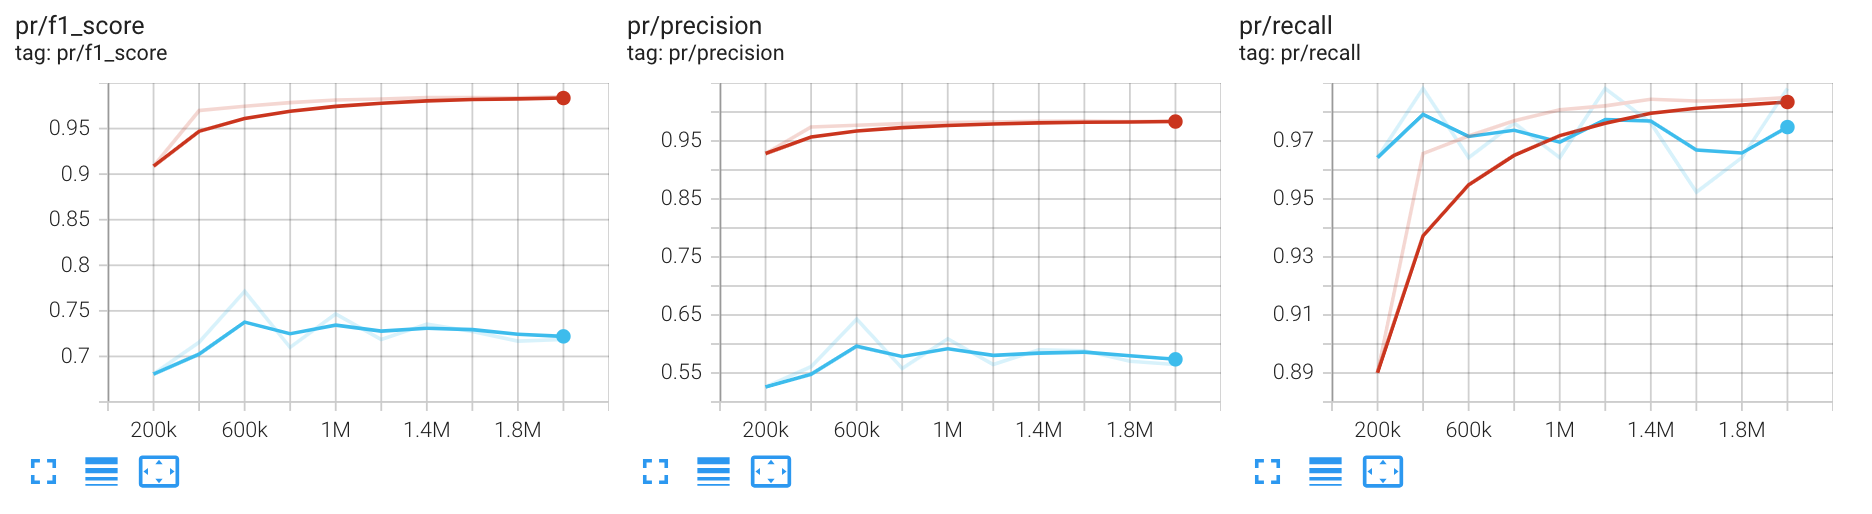 pr/f1_score
tag: pr/f1_score
0.95
0.9
0.85
0.8
0.75
0.7
200k 600k 1M 1.4M 1.8M
pr/precision
tag: pr/precision
0.95
0.85
0.75
0.65
0.55
200k 600k 1M 1.4M 1.8M
pr/recall
tag: pr/recall
0.97
0.95
0.93
0.91
0.89
200k 600k 1M 1.4M 1.8M